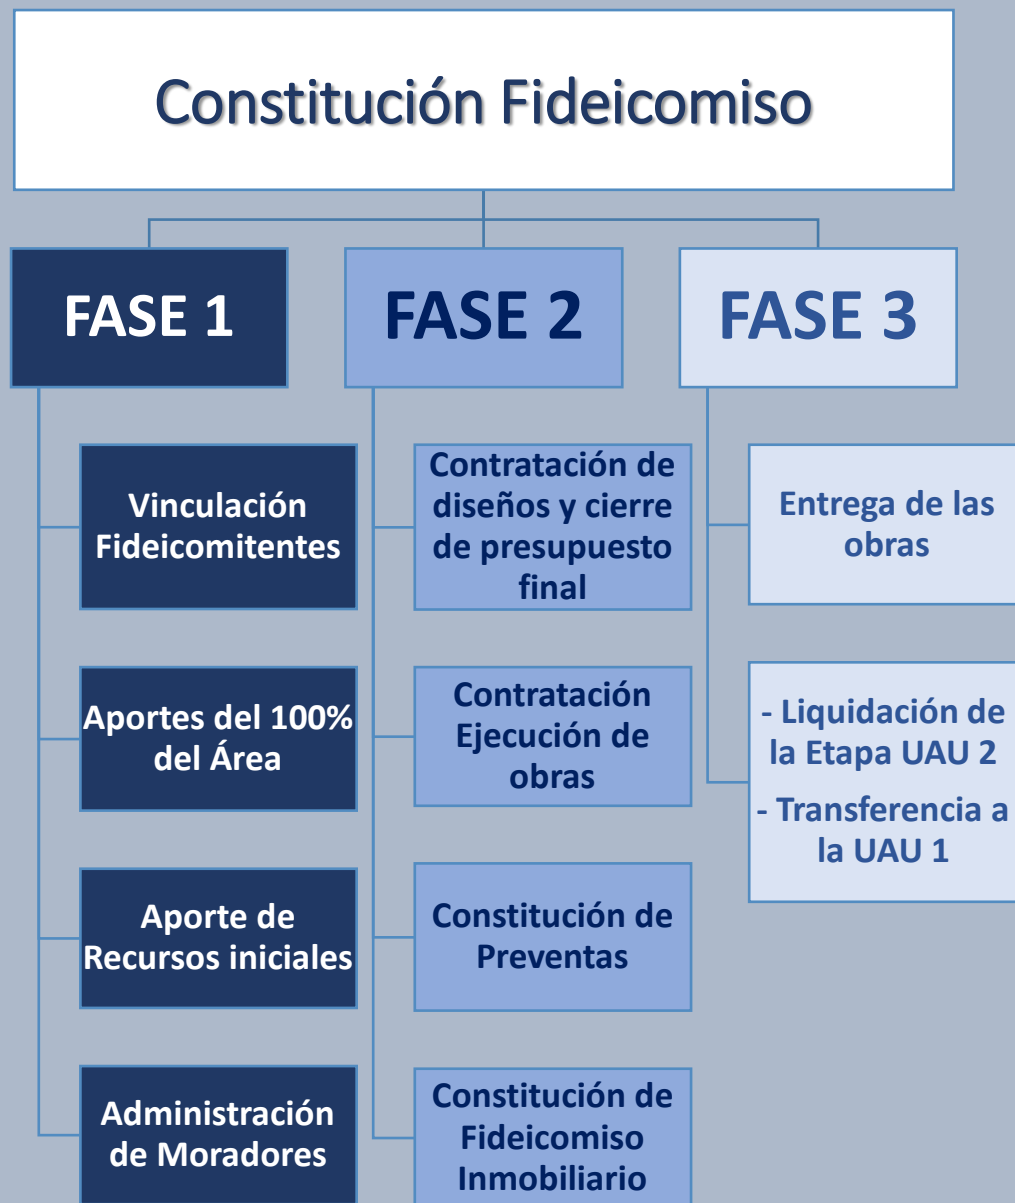 Constitución Fideicomiso
FASE 1
Vinculación
Fideicomitentes
Aportes del 100%
del Área
Aporte de
Recursos iniciales
Administración
de Moradores
FASE 2
Contratación de
diseños y cierre
de presupuesto
final
Contratación
Ejecución de
obras
Constitución de
Preventas
Constitución de
Fideicomiso
Inmobiliario
FASE 3
Entrega de las
obras
- Liquidación de
la Etapa UAU 2
- Transferencia a
la UAU 1